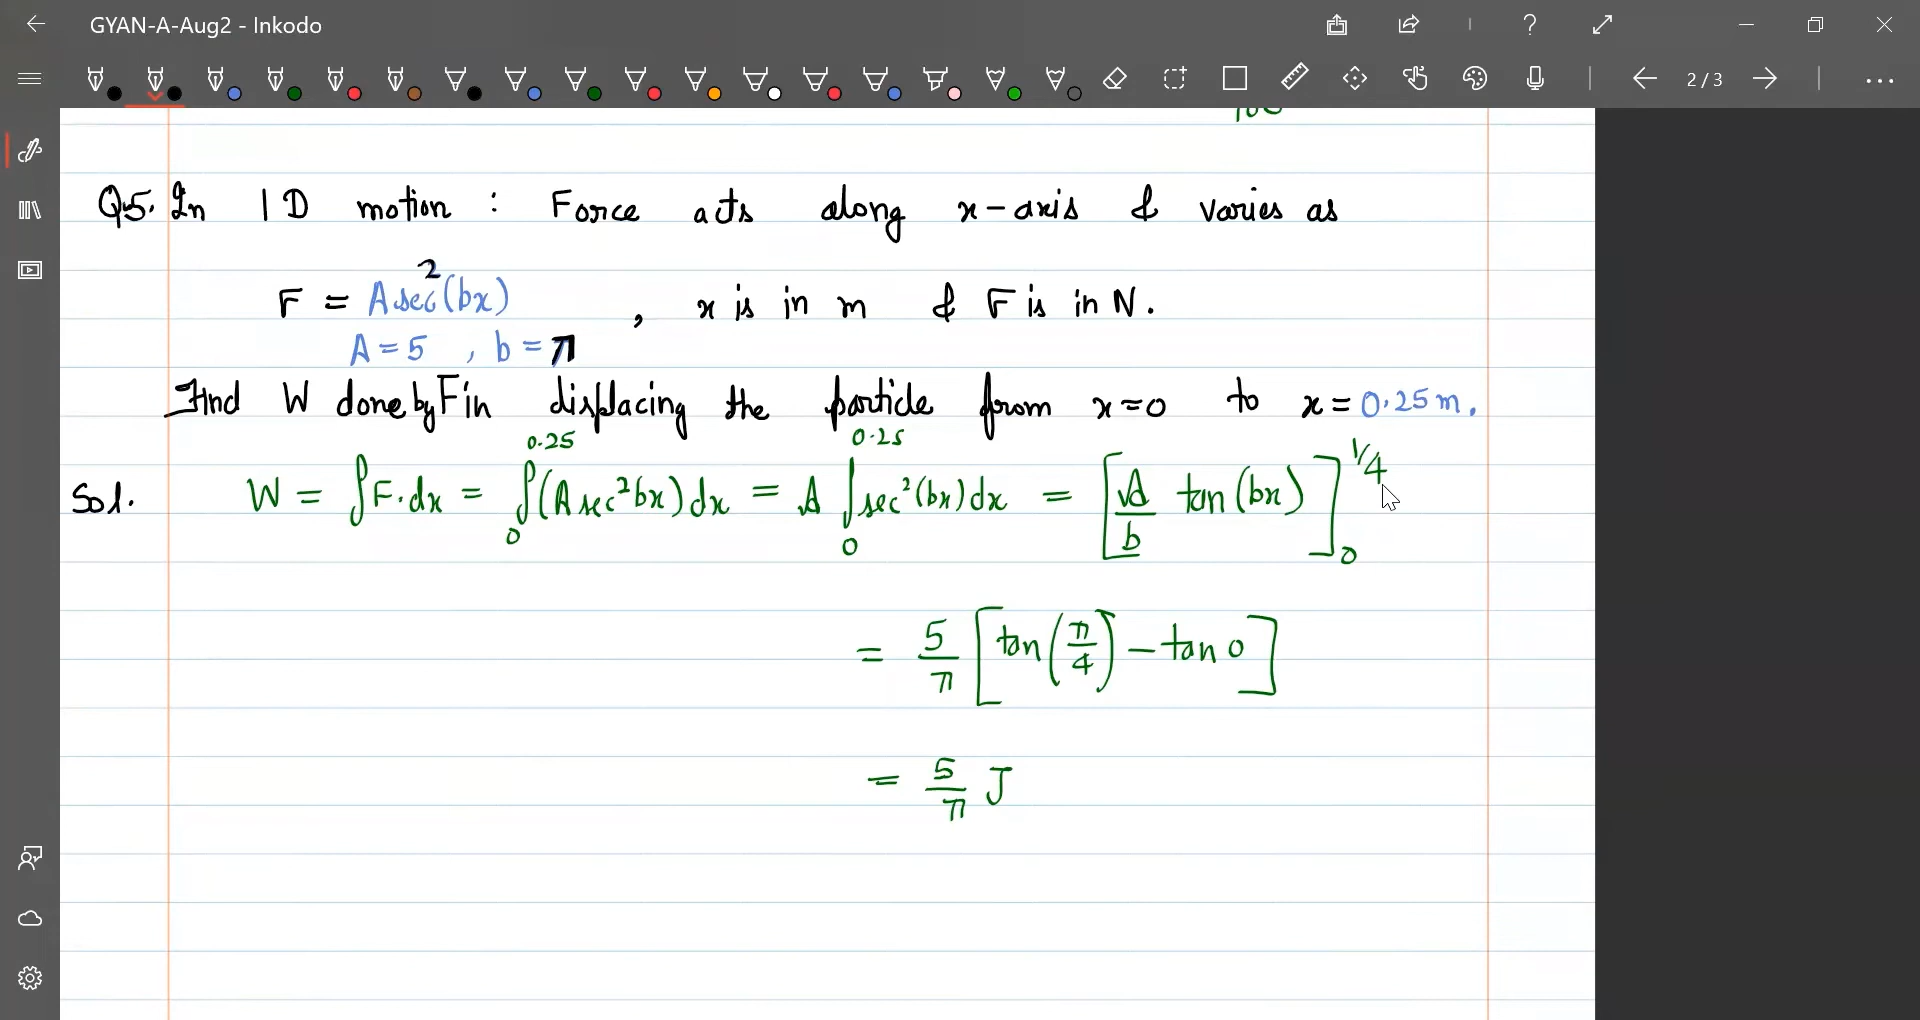 GYAN-A-Aug2 - Inkodo
2/3
Q5. In 1D motion : Force acts along x-axis & varies as
F = A sec²(bx) , x is in m & F is in N.
A = 5 , b = π
Find W done by F in displacing the particle from x=0 to x = 0.25 m.
Sol. W = ∫F.dx = ∫₀^0.25 (A sec²bx) dx = A ∫₀^0.25 sec²(bx) dx = [A/b tan(bx)]₀^1/4
= 5/π [tan(π/4) - tan 0]
= 5/π J